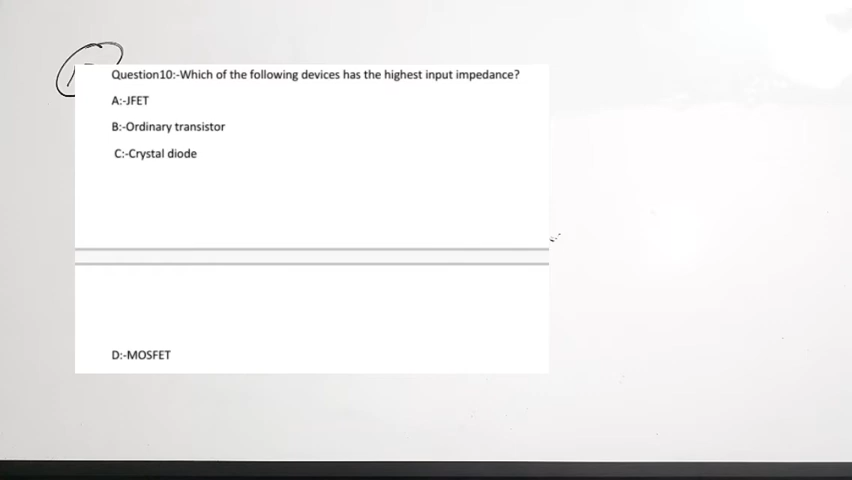 Question10:-Which of the following devices has the highest input impedance?
A:-JFET
B:-Ordinary transistor
C:-Crystal diode
D:-MOSFET